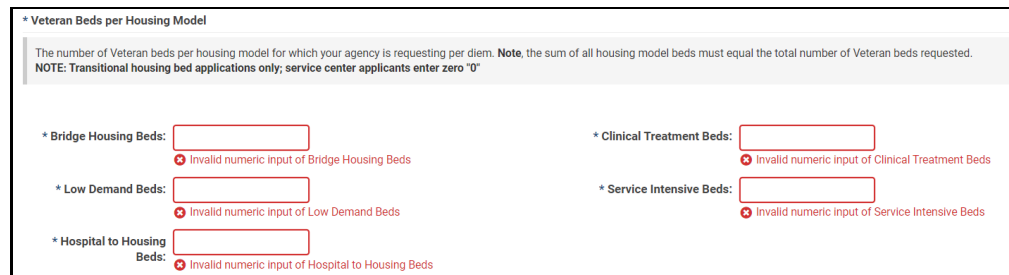 * Veteran Beds per Housing Model
The number of Veteran beds per housing model for which your agency is requesting per diem. Note, the sum of all housing model beds must equal the total number of Veteran beds requested.
NOTE: Transitional housing bed applications only; service center applicants enter zero "0"
* Bridge Housing Beds:
Invalid numeric input of Bridge Housing Beds
* Clinical Treatment Beds:
Invalid numeric input of Clinical Treatment Beds
* Low Demand Beds:
Invalid numeric input of Low Demand Beds
* Service Intensive Beds:
Invalid numeric input of Service Intensive Beds
* Hospital to Housing
Beds:
Invalid numeric input of Hospital to Housing Beds